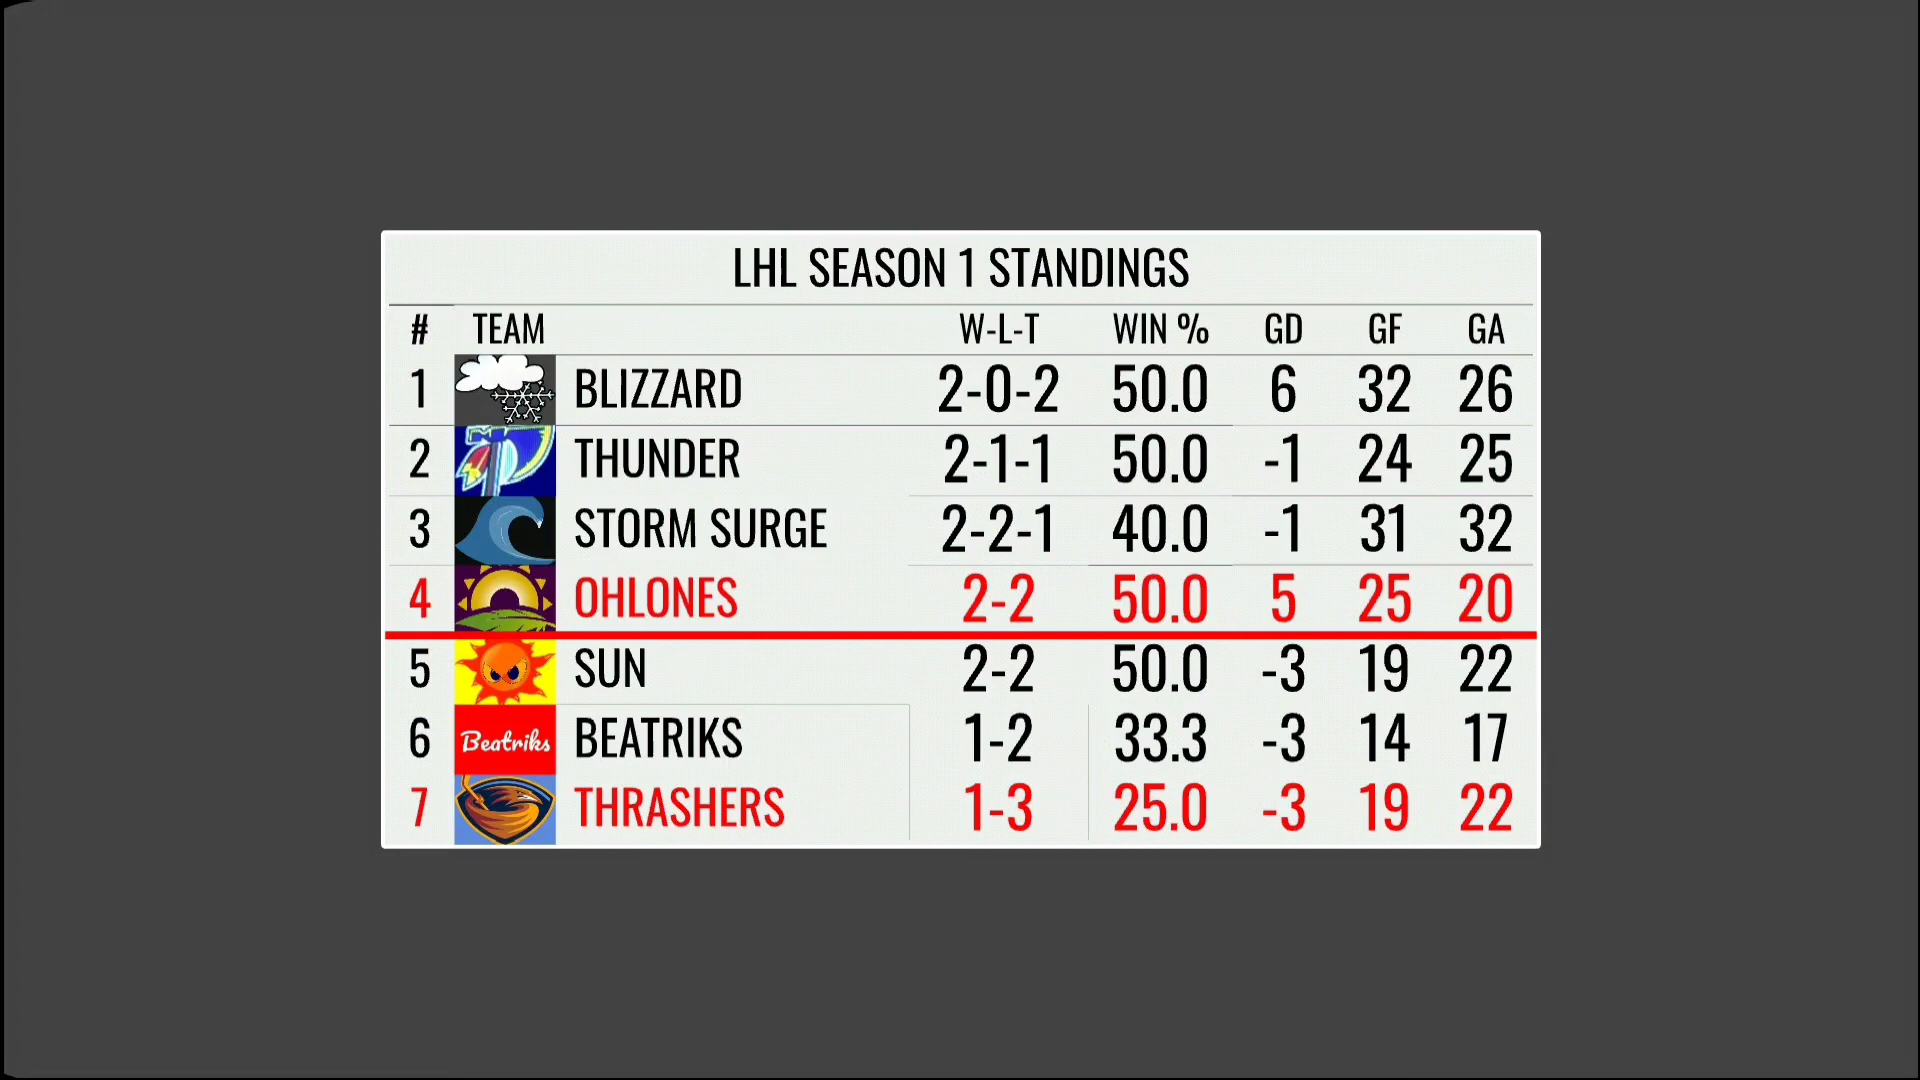 LHL SEASON 1 STANDINGS
# TEAM W-L-T WIN % GD GF GA
1 BLIZZARD 2-0-2 50.0 6 32 26
2 THUNDER 2-1-1 50.0 -1 24 25
3 STORM SURGE 2-2-1 40.0 -1 31 32
4 OHLONES 2-2 50.0 5 25 20
5 SUN 2-2 50.0 -3 19 22
6 Beatriks BEATRIKS 1-2 33.3 -3 14 17
7 THRASHERS 1-3 25.0 -3 19 22